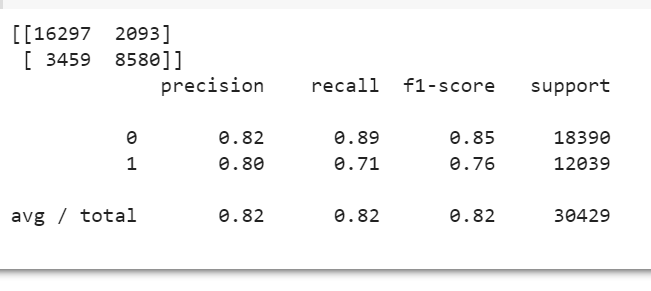 [[16297  2093]
 [ 3459  8580]]
             precision    recall  f1-score   support

          0       0.82      0.89      0.85     18390
          1       0.80      0.71      0.76     12039

avg / total       0.82      0.82      0.82     30429